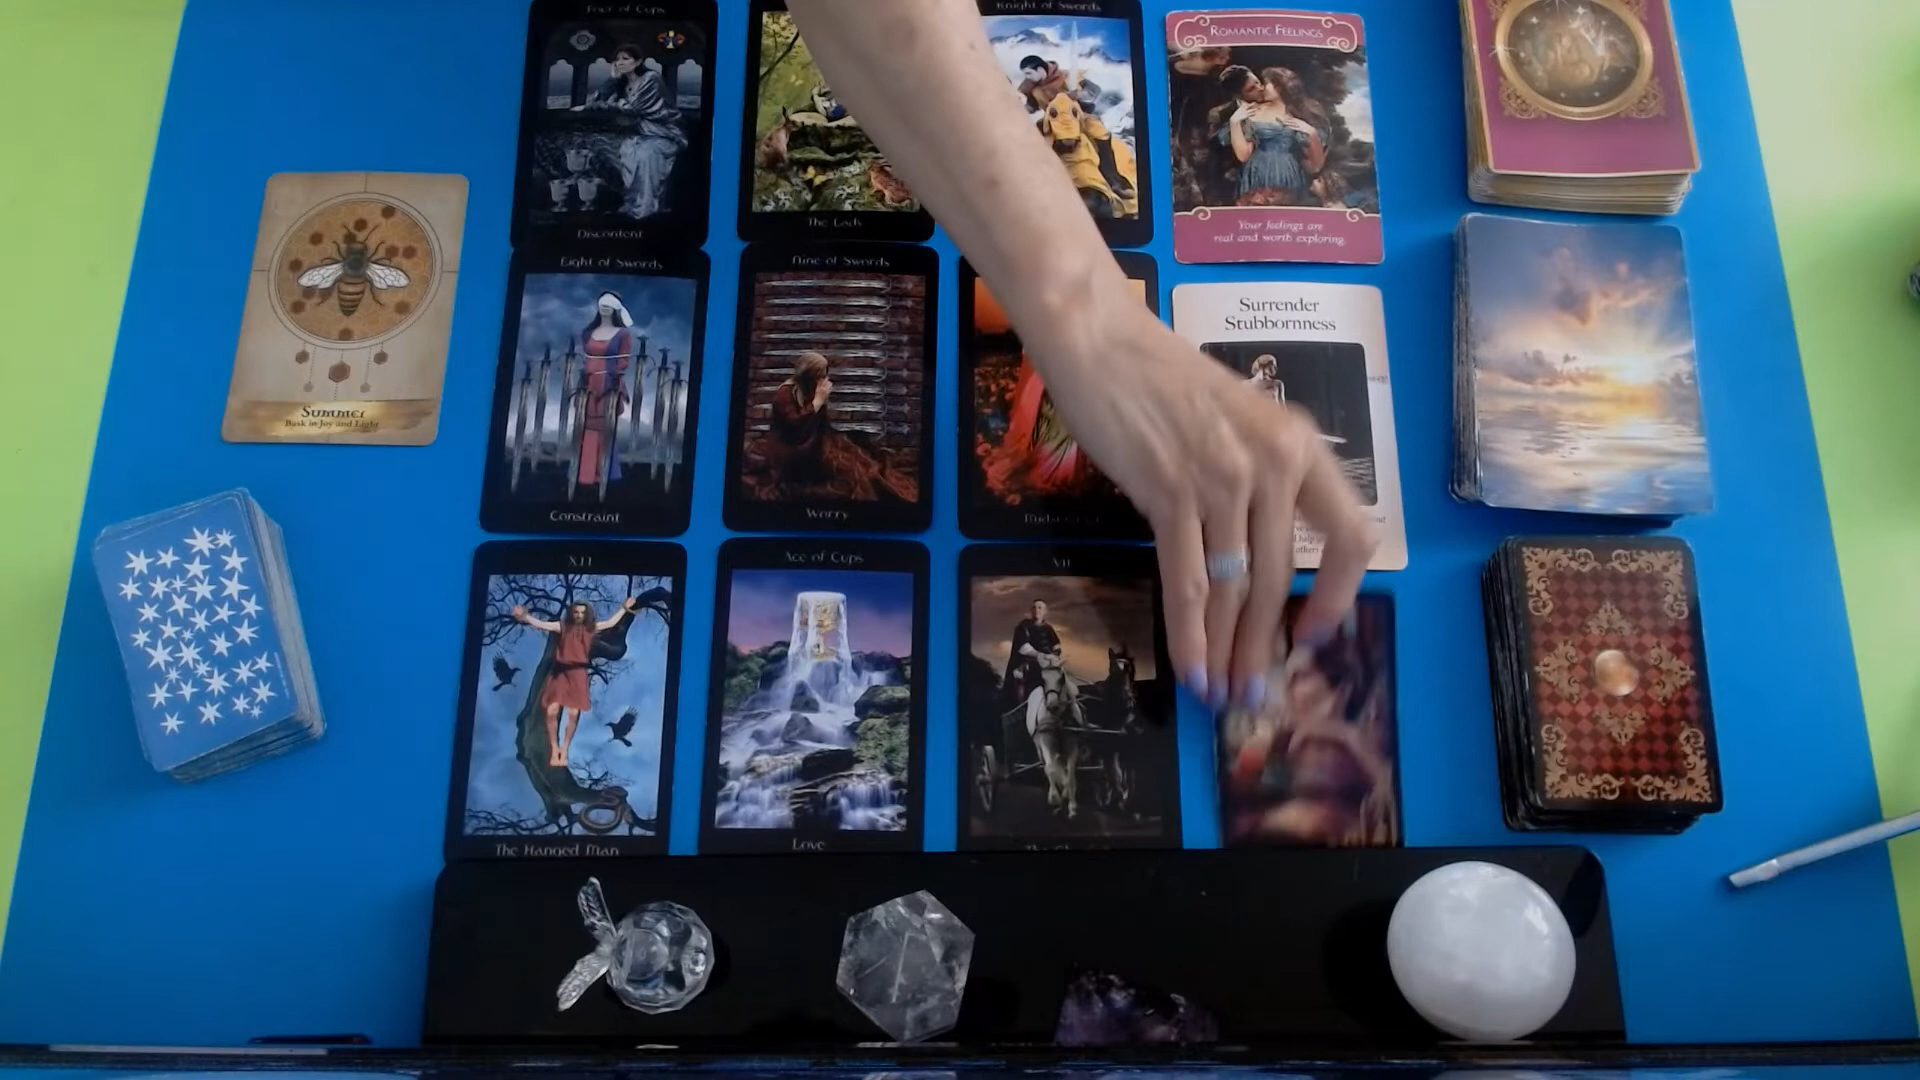 Four of Cups
Discontent
The Lads
Knight of Swords
ROMANTIC FEELINGS
Your feelings are
real and worth exploring.
Summer
Bask in Joy and Light
Eight of Swords
Constraint
Nine of Swords
Worry
Surrender
Stubbornness
XII
The Hanged Man
Ace of Cups
Love
VII